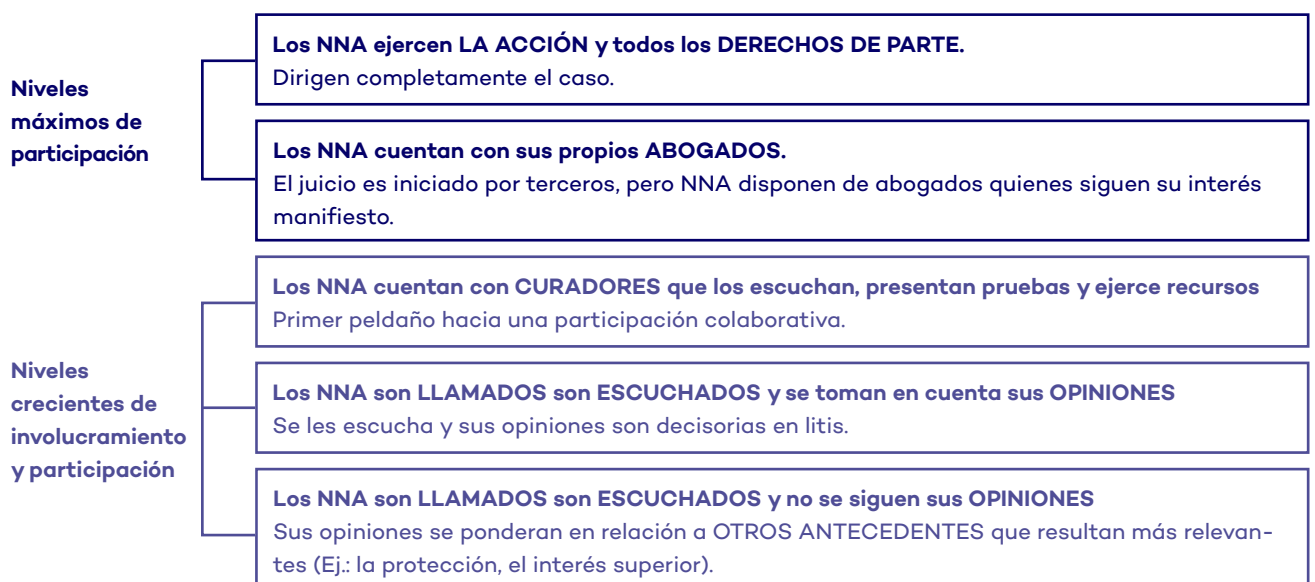 Niveles
máximos de
participación
Los NNA ejercen LA ACCIÓN y todos los DERECHOS DE PARTE.
Dirigen completamente el caso.
Los NNA cuentan con sus propios ABOGADOS.
El juicio es iniciado por terceros, pero NNA disponen de abogados quienes siguen su interés
manifiesto.
Niveles
crecientes de
involucramiento
y participación
Los NNA cuentan con CURADORES que los escuchan, presentan pruebas y ejerce recursos
Primer peldaño hacia una participación colaborativa.
Los NNA son LLAMADOS son ESCUCHADOS y se toman en cuenta sus OPINIONES
Se les escucha y sus opiniones son decisorias en litis.
Los NNA son LLAMADOS son ESCUCHADOS y no se siguen sus OPINIONES
Sus opiniones se ponderan en relación a OTROS ANTECEDENTES que resultan más relevan-
tes (Ej.: la protección, el interés superior).